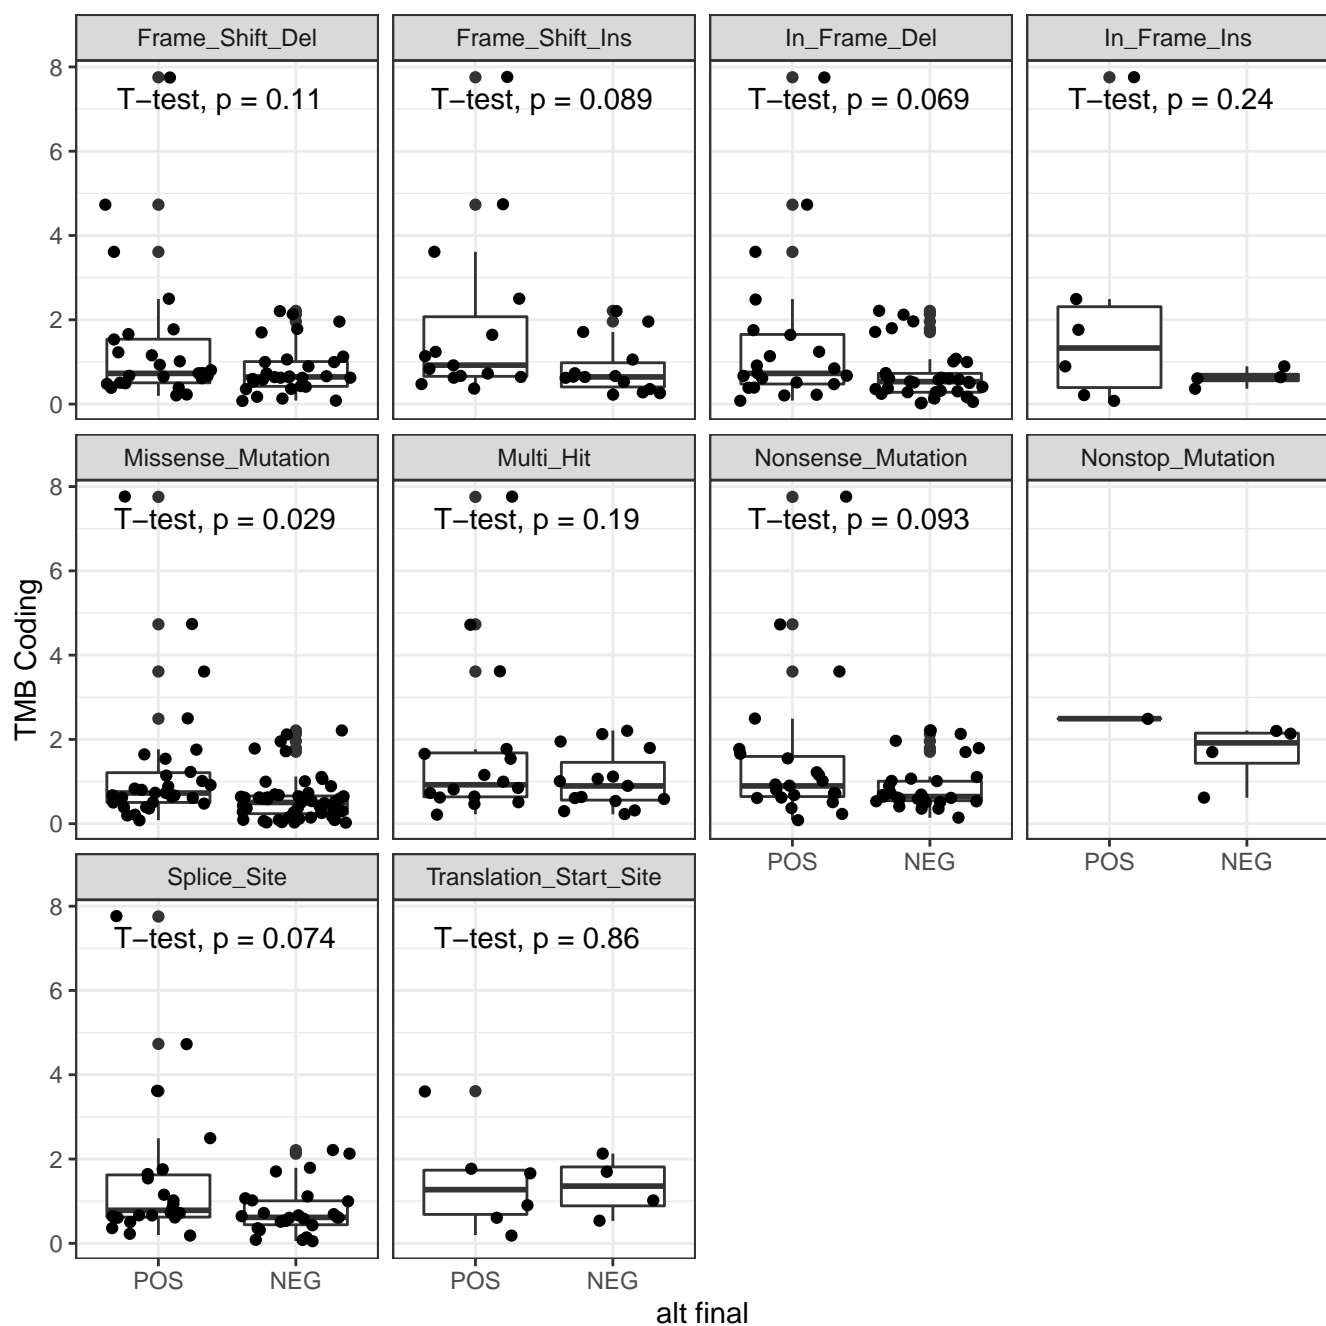 Frame_Shift_Del
Frame_Shift_Ins
In_Frame_Del
In_Frame_Ins
8
6
4
2
0
T-test, p = 0.11
T-test, p = 0.089
T-test, p = 0.069
T-test, p = 0.24
Missense_Mutation
Multi_Hit
Nonsense_Mutation
Nonstop_Mutation
8
6
4
2
0
T-test, p = 0.029
T-test, p = 0.19
T-test, p = 0.093
TMB Coding
POS NEG
POS NEG
Splice_Site
Translation_Start_Site
8
6
4
2
0
T-test, p = 0.074
T-test, p = 0.86
POS NEG
POS NEG
alt final